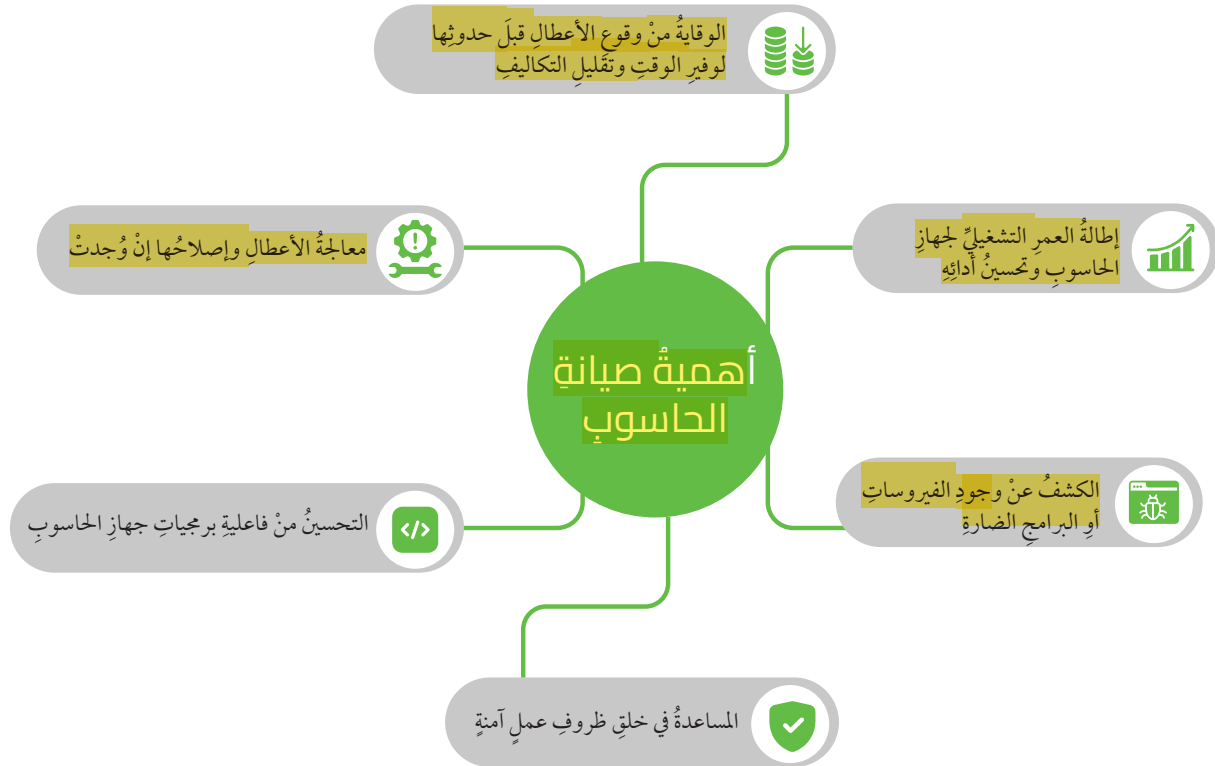 الوقايةُ منْ وقوعِ الأعطالِ قبلَ حدوثِها
لوفيرِ الوقتِ وتقليلِ التكاليفِ
إطالةُ العمرِ التشغيليِّ لجهازِ
الحاسوبِ وتحسينُ أدائِهِ
معالجةُ الأعطالِ وإصلاحُها إنْ وُجدتْ
أهميةُ صيانةِ
الحاسوبِ
الكشفُ عنْ وجودِ الفيروساتِ
أوِ البرامجِ الضارةِ
التحسينُ منْ فاعليةِ برمجياتِ جهازِ الحاسوبِ
</>
المساعدةُ في خلقِ ظروفِ عملٍ آمنةٍ